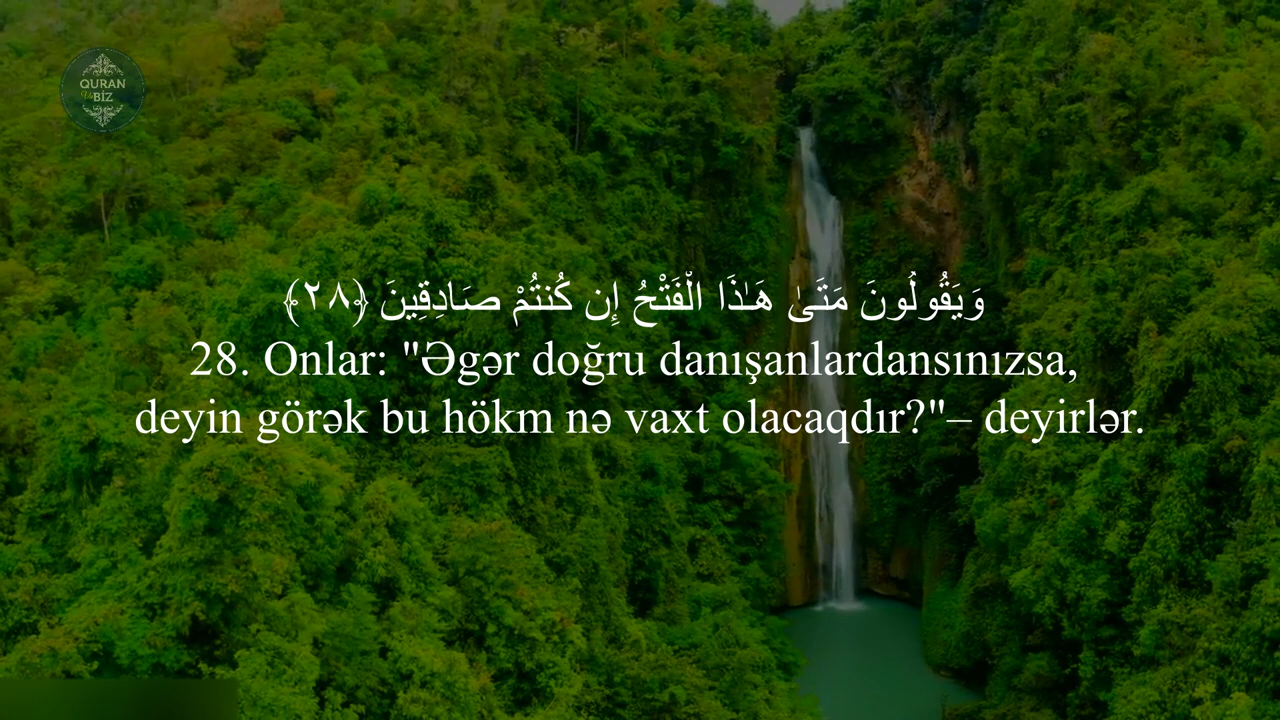 QURAN
Və BİZ
وَيَقُولُونَ مَتَىٰ هَـٰذَا الْفَتْحُ إِن كُنتُمْ صَادِقِينَ ﴿٢٨﴾
28. Onlar: "Əgər doğru danışanlardansınızsa,
deyin görək bu hökm nə vaxt olacaqdır?"– deyirlər.